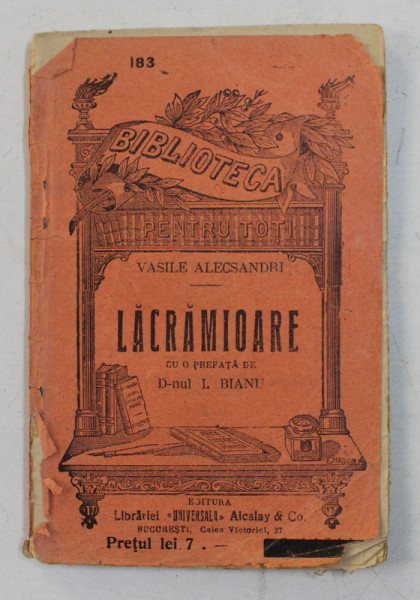 183
BIBLIOTECA
PENTRU TOTI
VASILE ALECSANDRI
LĂCRĂMIOARE
CU O PREFAȚĂ DE
D-nul I. BIANU
EDITURA
Librăriei «UNIVERSALA» Alcalay & Co.
BUCUREȘTI, Calea Victoriei, 27
Prețul lei 7. —